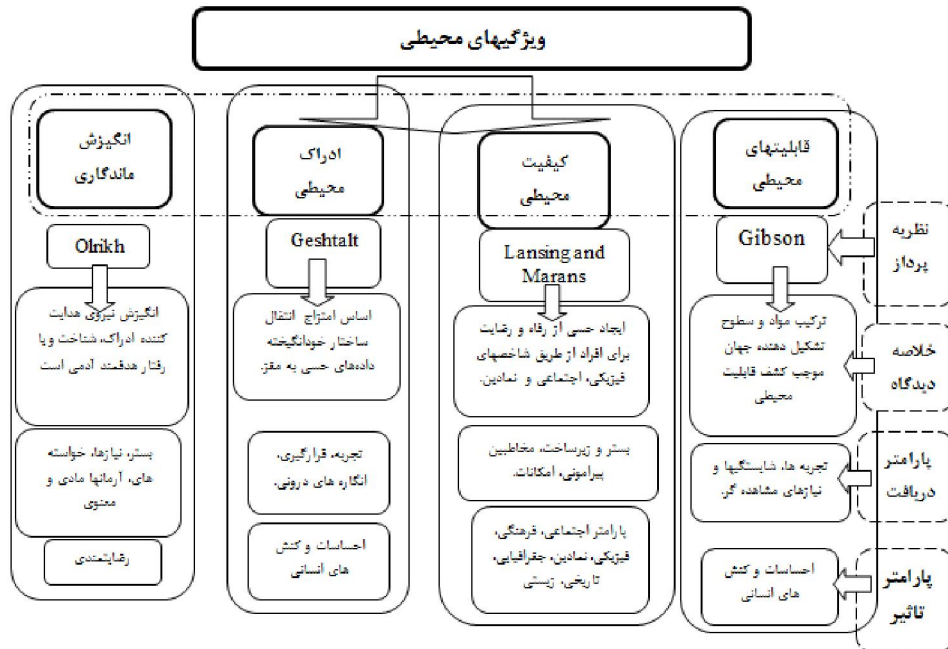 ویژگیهای محیطی
قابلیتهای
محیطی
کیفیت
محیطی
ادراک
محیطی
انگیزش
ماندگاری
نظریه
پرداز
Gibson
Lansing and
Marans
Geshtalt
Olrikh
خلاصه
دیدگاه
ترکیب مواد و سطوح
تشکیل دهنده جهان
موجب کشف قابلیت
محیطی
ایجاد حسی از رفاه و رضایت
برای افراد از طریق شاخصهای
فیزیکی، اجتماعی و نمادین.
اساس امتزاج انتقال
ساختار خودانگیخته
داده‌های حسی به مغز.
انگیزش نیروی هدایت
کننده ادراک، شناخت و یا
رفتار هدفمند آدمی است
پارامتر
دریافت
تجربه ها، شایستگیها و
نیازهای مشاهده گر.
بستر و زیرساخت، مخاطبین
پیرامونی، امکانات.
تجربه، قرارگیری،
انگاره های درونی.
بستر، نیازها، خواسته
های، آرمانها مادی و
معنوی
پارامتر
تاثیر
احساسات و کنش
های انسانی
پارامتر اجتماعی، فرهنگی،
فیزیکی، نمادین، جغرافیایی،
تاریخی، زیستی
احساسات و کنش
های انسانی
رضایتمندی